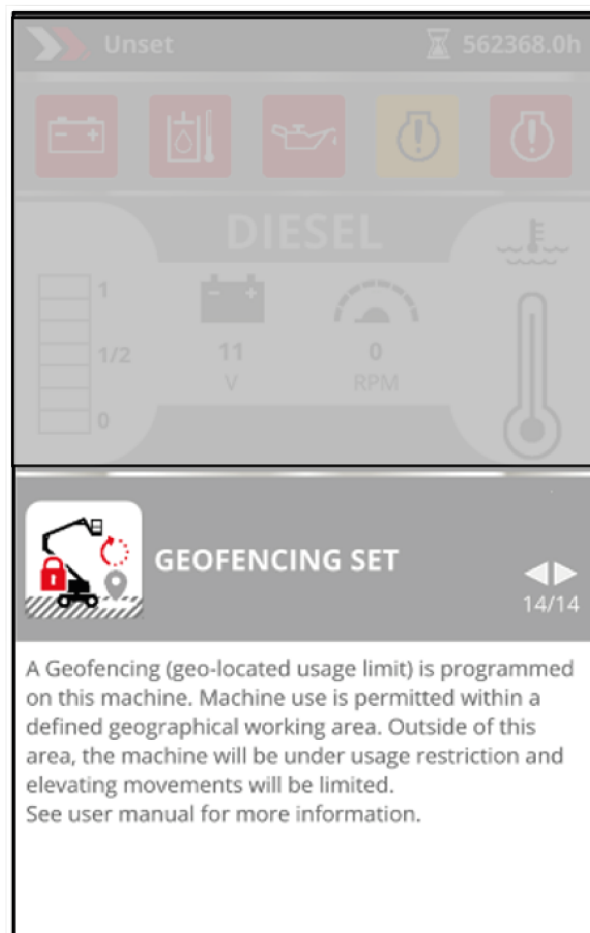 Unset 562368.0h
DIESEL
1
1/2
0
11
V
0
RPM
GEOFENCING SET
14/14
A Geofencing (geo-located usage limit) is programmed
on this machine. Machine use is permitted within a
defined geographical working area. Outside of this
area, the machine will be under usage restriction and
elevating movements will be limited.
See user manual for more information.